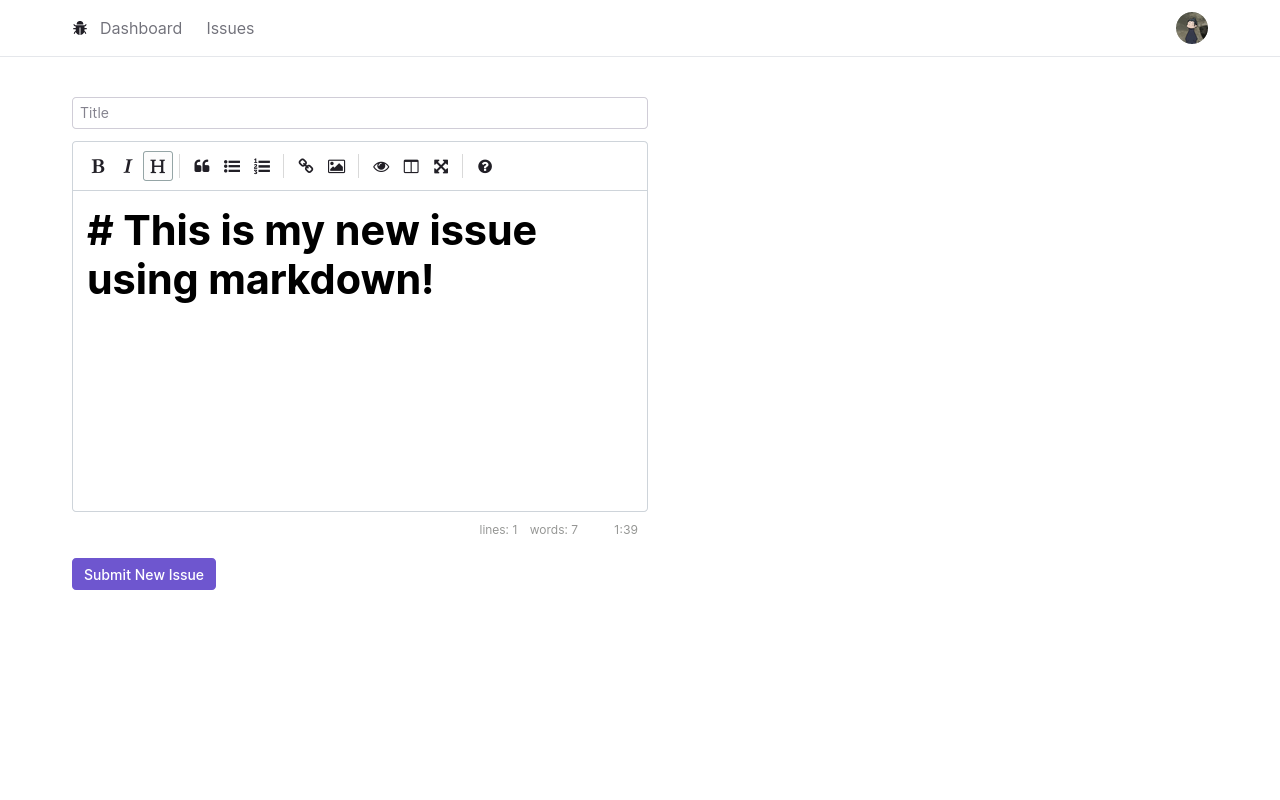 Dashboard Issues
Title
B I H
# This is my new issue
using markdown!
lines: 1 words: 7 1:39
Submit New Issue